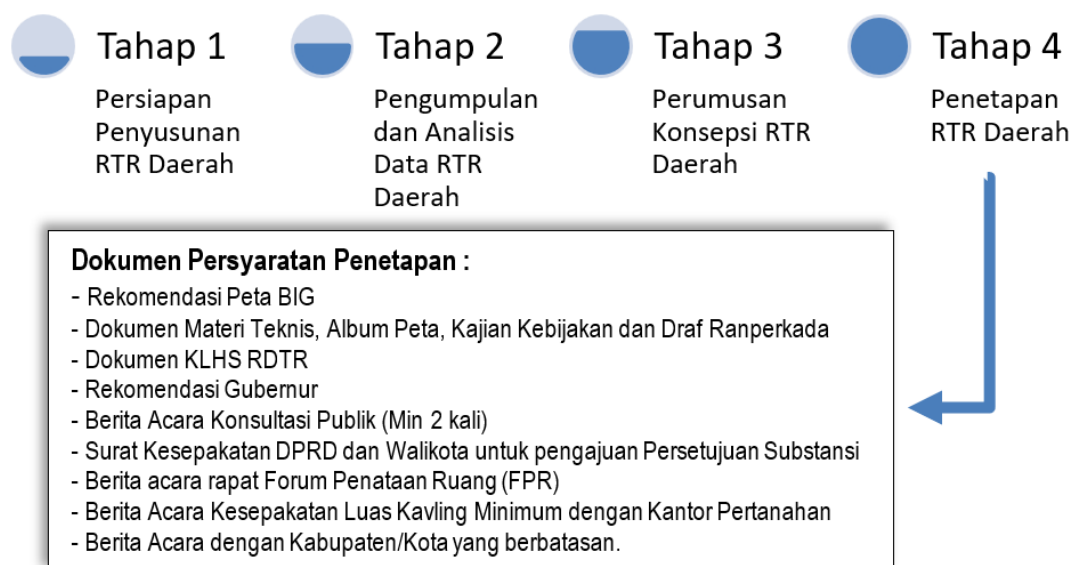 Tahap 1
Persiapan
Penyusunan
RTR Daerah
Tahap 2
Pengumpulan
dan Analisis
Data RTR
Daerah
Tahap 3
Perumusan
Konsepsi RTR
Daerah
Tahap 4
Penetapan
RTR Daerah
Dokumen Persyaratan Penetapan :
- Rekomendasi Peta BIG
- Dokumen Materi Teknis, Album Peta, Kajian Kebijakan dan Draf Ranperkada
- Dokumen KLHS RDTR
- Rekomendasi Gubernur
- Berita Acara Konsultasi Publik (Min 2 kali)
- Surat Kesepakatan DPRD dan Walikota untuk pengajuan Persetujuan Substansi
- Berita acara rapat Forum Penataan Ruang (FPR)
- Berita Acara Kesepakatan Luas Kavling Minimum dengan Kantor Pertanahan
- Berita Acara dengan Kabupaten/Kota yang berbatasan.